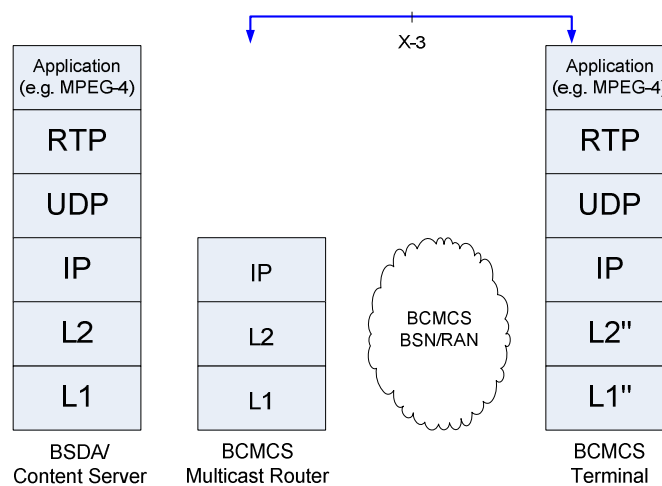 X-3
Application
(e.g. MPEG-4)
RTP
UDP
IP
L2
L1
BSDA/
Content Server
IP
L2
L1
BCMCS
Multicast Router
BCMCS
BSN/RAN
Application
(e.g. MPEG-4)
RTP
UDP
IP
L2"
L1"
BCMCS
Terminal